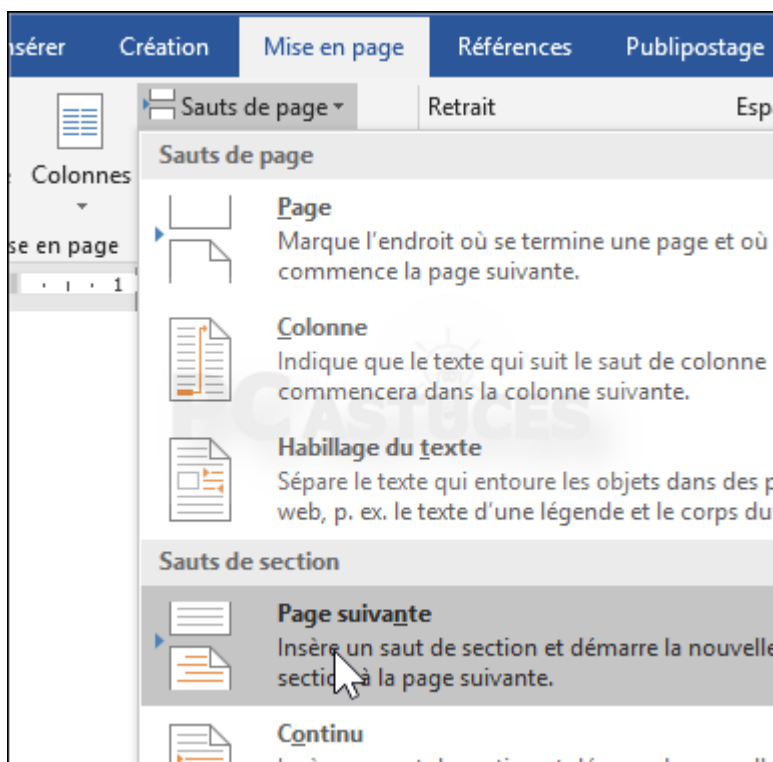 nsérer Création Mise en page Références Publipostage
Sauts de page Retrait Esp
Colonnes
Sauts de page
Page
Marque l'endroit où se termine une page et où
commence la page suivante.
se en page
1
Colonne
Indique que le texte qui suit le saut de colonne
commencera dans la colonne suivante.
PC ASTUCES
Habillage du texte
Sépare le texte qui entoure les objets dans des p
web, p. ex. le texte d'une légende et le corps du
Sauts de section
Page suivante
Insère un saut de section et démarre la nouvelle
section à la page suivante.
Continu